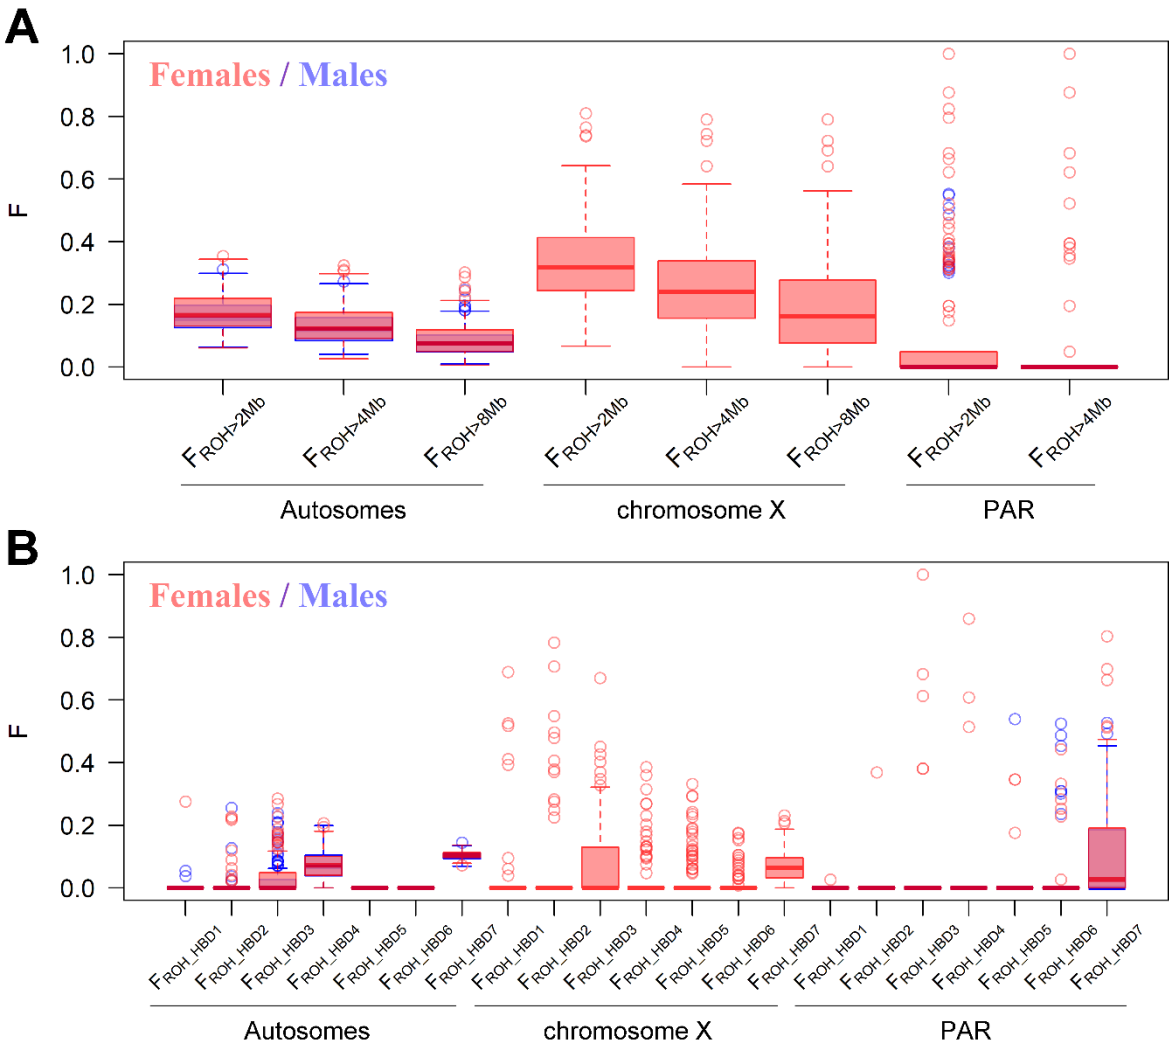 A
Females / Males
1.0
0.8
0.6
0.4
0.2
0.0
F
FROH>2Mb
FROH>4Mb
FROH>8Mb
FROH>2Mb
FROH>4Mb
FROH>8Mb
FROH>2Mb
FROH>4Mb
Autosomes
chromosome X
PAR
B
Females / Males
1.0
0.8
0.6
0.4
0.2
0.0
F
FROH_HBD1
FROH_HBD2
FROH_HBD3
FROH_HBD4
FROH_HBD5
FROH_HBD6
FROH_HBD7
FROH_HBD1
FROH_HBD2
FROH_HBD3
FROH_HBD4
FROH_HBD5
FROH_HBD6
FROH_HBD7
FROH_HBD1
FROH_HBD2
FROH_HBD3
FROH_HBD4
FROH_HBD5
FROH_HBD6
FROH_HBD7
Autosomes
chromosome X
PAR